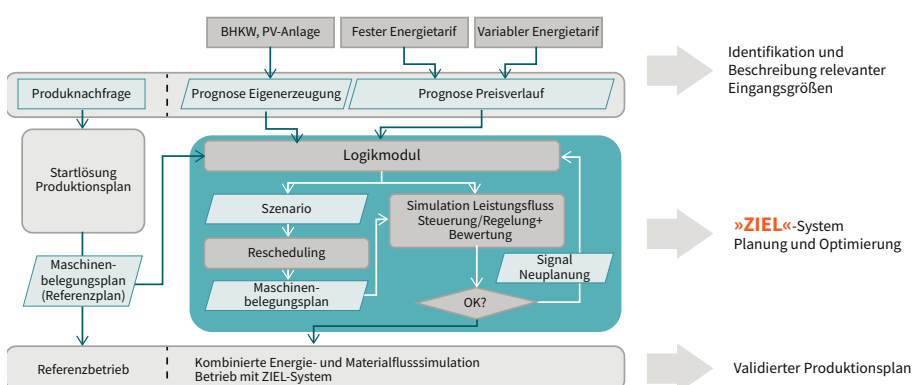 BHKW, PV-Anlage
Fester Energietarif
Variabler Energietarif
Identifikation und
Beschreibung relevanter
Eingangsgrößen
Produknachfrage
Prognose Eigenerzeugung
Prognose Preisverlauf
Startlösung
Produktionsplan
Logikmodul
Szenario
Simulation Leistungsfluss
Steuerung/Regelung+
Bewertung
Rescheduling
»ZIEL«-System
Planung und Optimierung
Maschinen-
belegungsplan
(Referenzplan)
Maschinen-
belegungsplan
Signal
Neuplanung
OK?
Referenzbetrieb
Kombinierte Energie- und Materialflusssimulation
Betrieb mit ZIEL-System
Validierter Produktionsplan